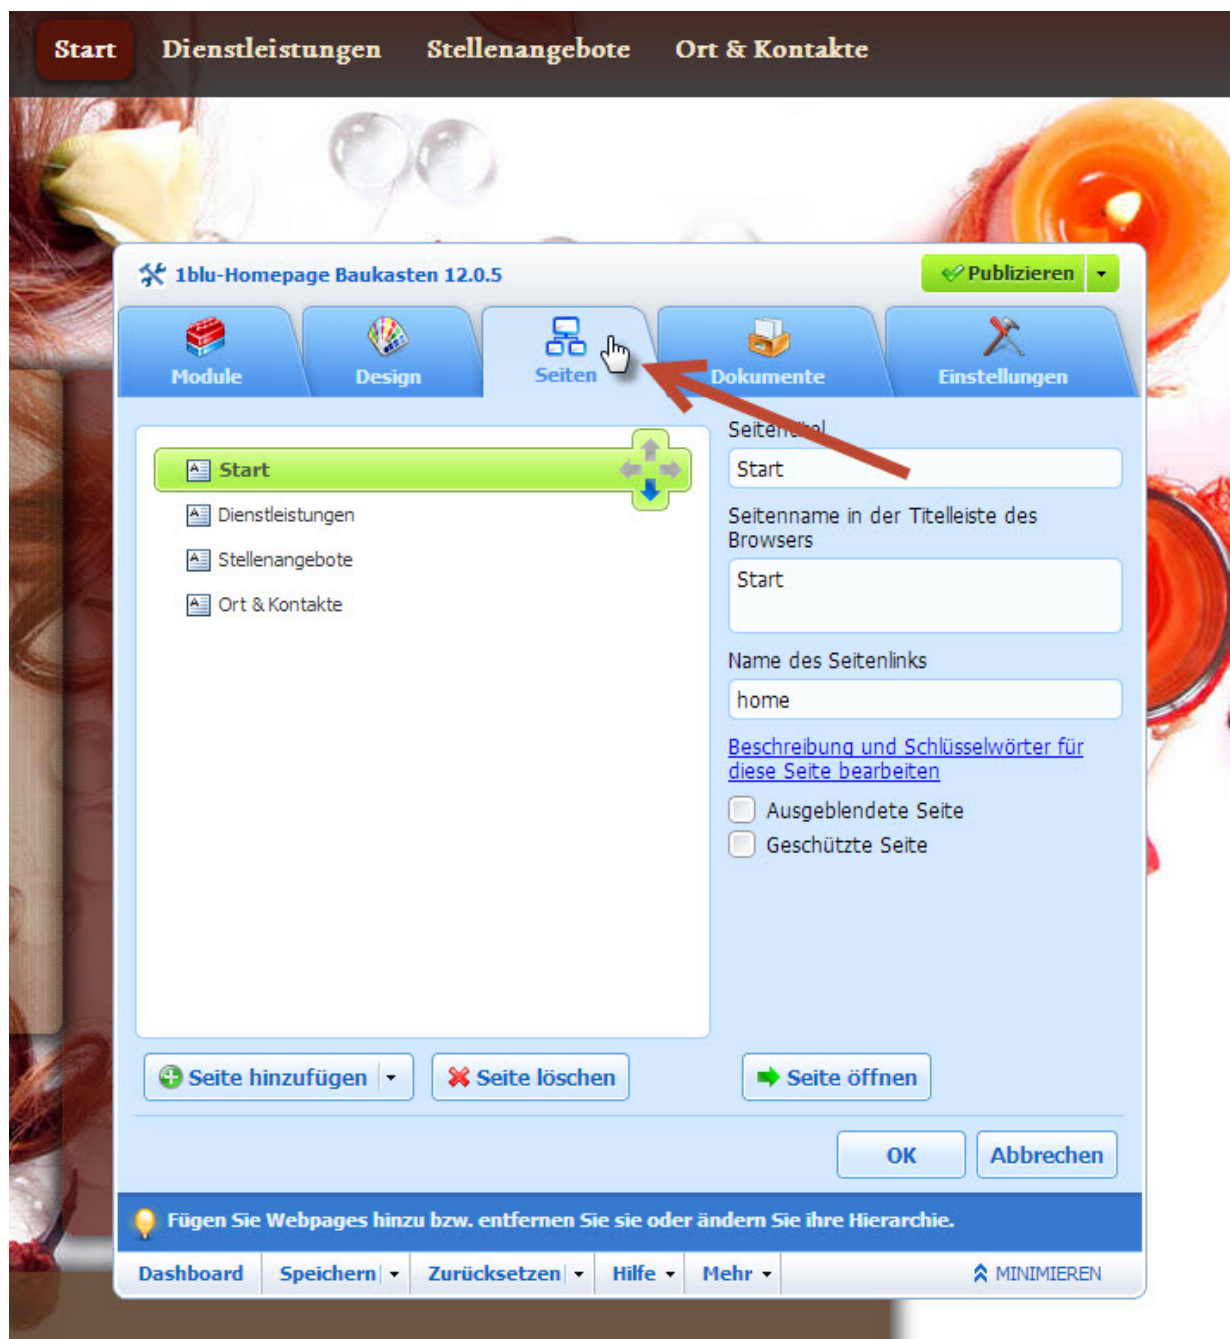 Start Dienstleistungen Stellenangebote Ort & Kontakte
1blu-Homepage Baukasten 12.0.5
Publizieren
Module Design Seiten Dokumente Einstellungen
Start
Dienstleistungen
Stellenangebote
Ort & Kontakte
Seitentitel
Start
Seitenname in der Titelleiste des
Browsers
Start
Name des Seitenlinks
home
Beschreibung und Schlüsselwörter für
diese Seite bearbeiten
Ausgeblendete Seite
Geschützte Seite
Seite hinzufügen Seite löschen Seite öffnen
OK Abbrechen
Fügen Sie Webpages hinzu bzw. entfernen Sie sie oder ändern Sie ihre Hierarchie.
Dashboard Speichern Zurücksetzen Hilfe Mehr MINIMIEREN